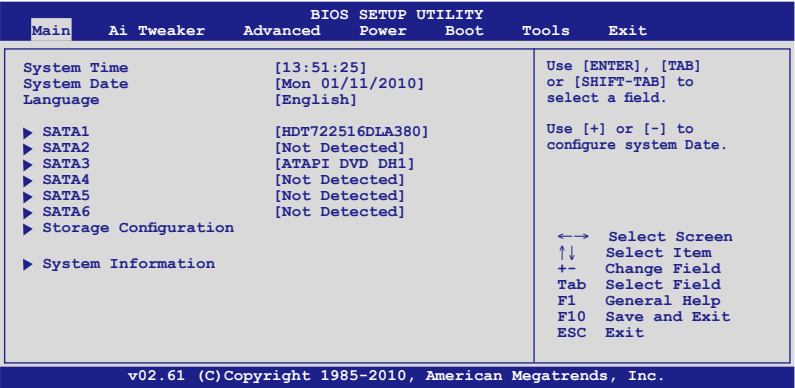 BIOS SETUP UTILITY
Main Ai Tweaker Advanced Power Boot Tools Exit
System Time [13:51:25]
System Date [Mon 01/11/2010]
Language [English]
▶ SATA1 [HDT722516DLA380]
▶ SATA2 [Not Detected]
▶ SATA3 [ATAPI DVD DH1]
▶ SATA4 [Not Detected]
▶ SATA5 [Not Detected]
▶ SATA6 [Not Detected]
▶ Storage Configuration
▶ System Information
Use [ENTER], [TAB]
or [SHIFT-TAB] to
select a field.
Use [+] or [-] to
configure system Date.
←→ Select Screen
↑↓ Select Item
+- Change Field
Tab Select Field
F1 General Help
F10 Save and Exit
ESC Exit
v02.61 (C)Copyright 1985-2010, American Megatrends, Inc.